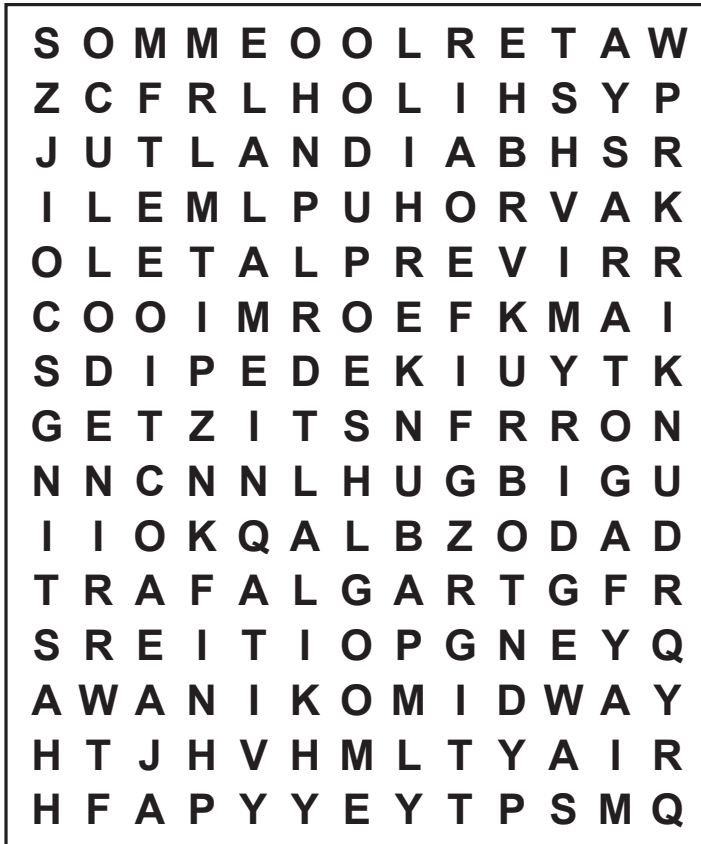 S O M M E O O L R E T A W
Z C F R L H O L I H S Y P
J U T L A N D I A B H S R
I L E M L P U H O R V A K
O L E T A L P R E V I R R
C O O I M R O E F K M A I
S D I P E D E K I U Y T K
G E T Z I T S N F R R O N
N N C N N L H U G B I G U
I I O K Q A L B Z O D A D
T R A F A L G A R T G F R
S R E I T I O P G N E Y Q
A W A N I K O M I D W A Y
H T J H V H M L T Y A I R
H F A P Y Y E Y T P S M Q